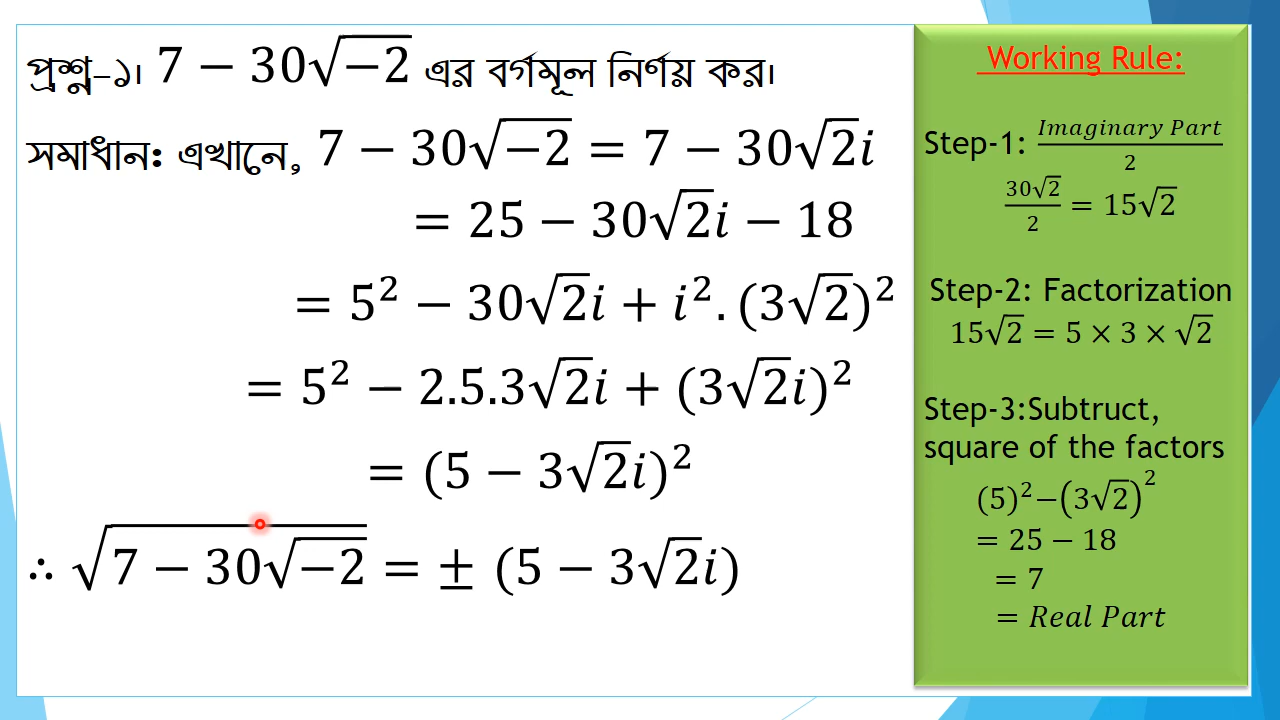 প্রশ্ন–১। 7 − 30√−2 এর বর্গমূল নির্ণয় কর।
সমাধান: এখানে, 7 − 30√−2 = 7 − 30√2i
= 25 − 30√2i − 18
= 5² − 30√2i + i².(3√2)²
= 5² − 2.5.3√2i + (3√2i)²
= (5 − 3√2i)²
∴ √(7 − 30√−2) = ± (5 − 3√2i)
Working Rule:
Step-1: Imaginary Part / 2
30√2 / 2 = 15√2
Step-2: Factorization
15√2 = 5 × 3 × √2
Step-3:Subtruct,
square of the factors
(5)²−(3√2)²
= 25 − 18
= 7
= Real Part